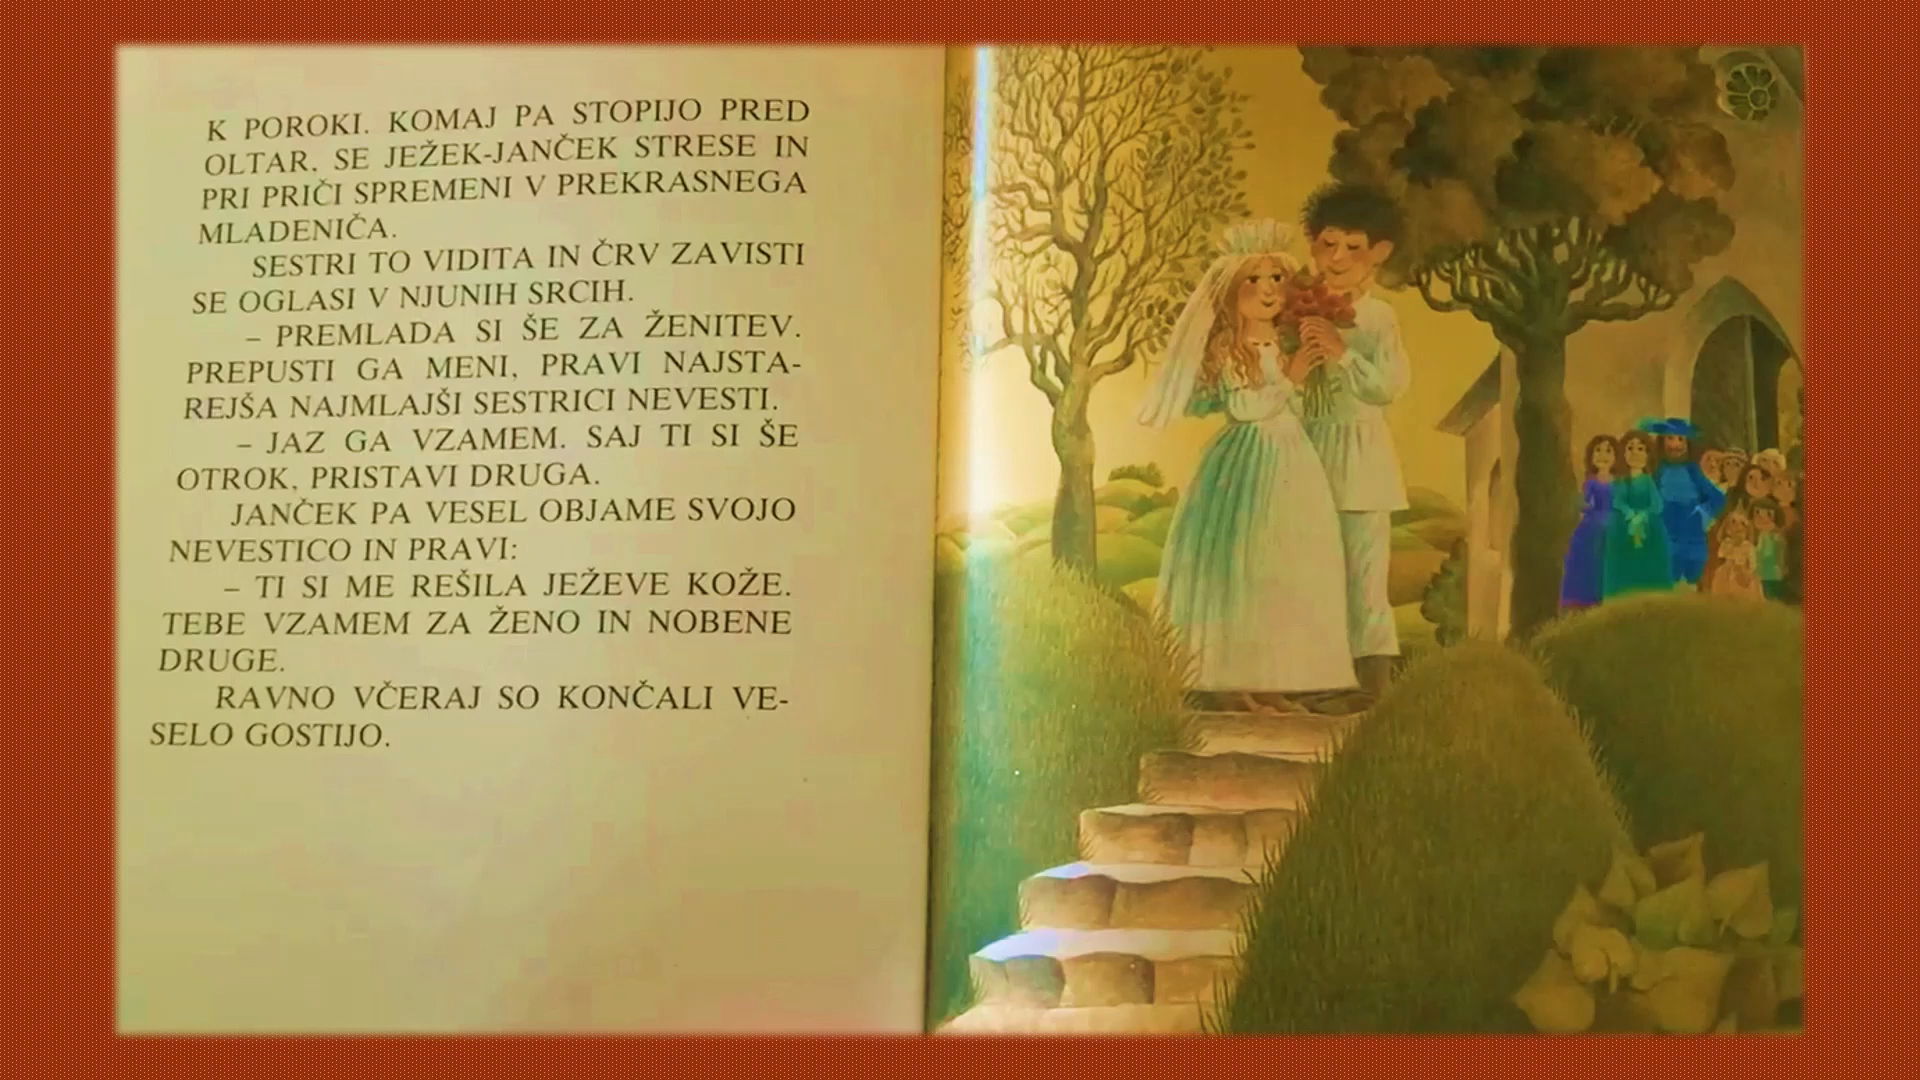 K POROKI. KOMAJ PA STOPIJO PRED
OLTAR, SE JEŽEK-JANČEK STRESE IN
PRI PRIČI SPREMENI V PREKRASNEGA
MLADENIČA.
SESTRI TO VIDITA IN ČRV ZAVISTI
SE OGLASI V NJUNIH SRCIH.
– PREMLADA SI ŠE ZA ŽENITEV.
PREPUSTI GA MENI, PRAVI NAJSTA-
REJŠA NAJMLAJŠI SESTRICI NEVESTI.
– JAZ GA VZAMEM. SAJ TI SI ŠE
OTROK, PRISTAVI DRUGA.
JANČEK PA VESEL OBJAME SVOJO
NEVESTICO IN PRAVI:
– TI SI ME REŠILA JEŽEVE KOŽE.
TEBE VZAMEM ZA ŽENO IN NOBENE
DRUGE.
RAVNO VČERAJ SO KONČALI VE-
SELO GOSTIJO.